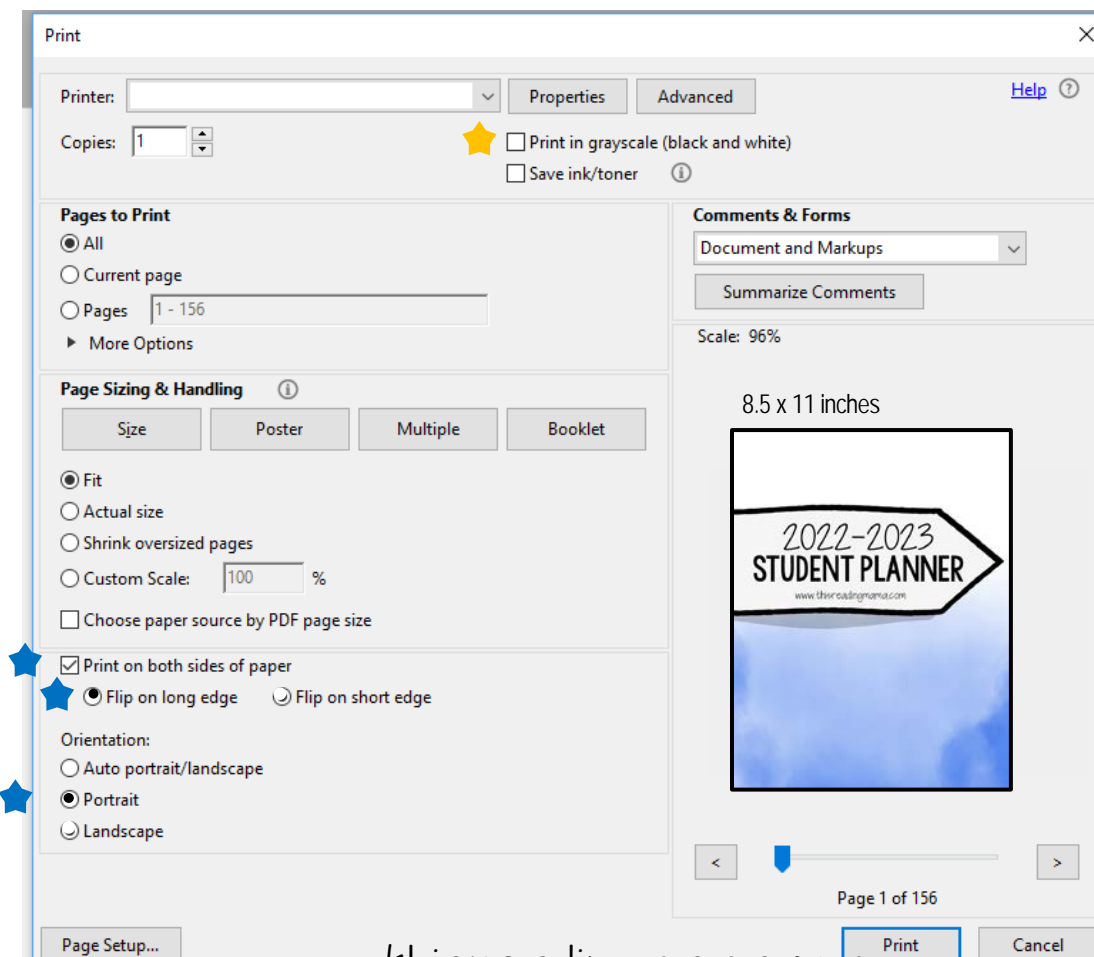 Print
Printer: Properties Advanced Help
Copies: 1 Print in grayscale (black and white)
Save ink/toner
Pages to Print
All
Current page
Pages 1 - 156
More Options
Page Sizing & Handling
Size Poster Multiple Booklet
Fit
Actual size
Shrink oversized pages
Custom Scale: 100 %
Choose paper source by PDF page size
Print on both sides of paper
Flip on long edge Flip on short edge
Orientation:
Auto portrait/landscape
Portrait
Landscape
Comments & Forms
Document and Markups
Summarize Comments
Scale: 96%
8.5 x 11 inches
2022-2023
STUDENT PLANNER
www.thisreadingmama.com
< >
Page 1 of 156
Page Setup... Print Cancel